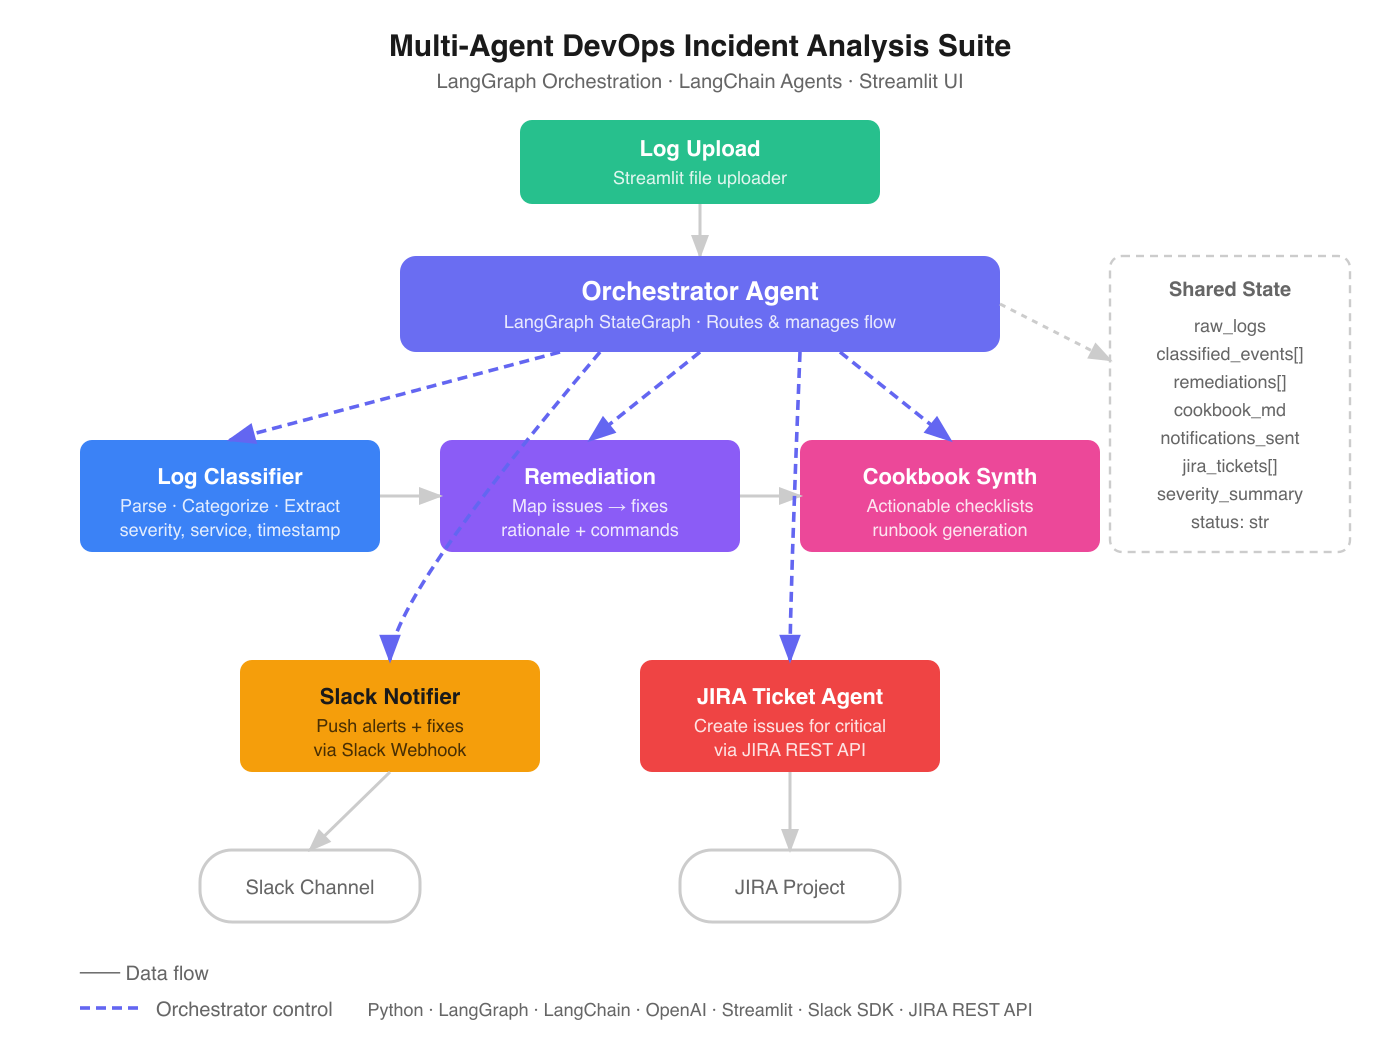 Multi-Agent DevOps Incident Analysis Suite
LangGraph Orchestration · LangChain Agents · Streamlit UI
Log Upload
Streamlit file uploader
Orchestrator Agent
LangGraph StateGraph · Routes & manages flow
Shared State
raw_logs
classified_events[]
remediations[]
cookbook_md
notifications_sent
jira_tickets[]
severity_summary
status: str
Log Classifier
Parse · Categorize · Extract
severity, service, timestamp
Remediation
Map issues → fixes
rationale + commands
Cookbook Synth
Actionable checklists
runbook generation
Slack Notifier
Push alerts + fixes
via Slack Webhook
JIRA Ticket Agent
Create issues for critical
via JIRA REST API
Slack Channel
JIRA Project
Data flow
Orchestrator control
Python · LangGraph · LangChain · OpenAI · Streamlit · Slack SDK · JIRA REST API